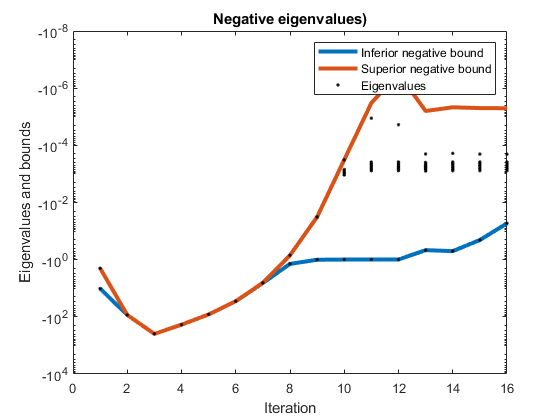 Negative eigenvalues)
Inferior negative bound
Superior negative bound
Eigenvalues
-10^-8
-10^-6
-10^-4
-10^-2
-10^0
-10^2
-10^4
Eigenvalues and bounds
0 2 4 6 8 10 12 14 16
Iteration